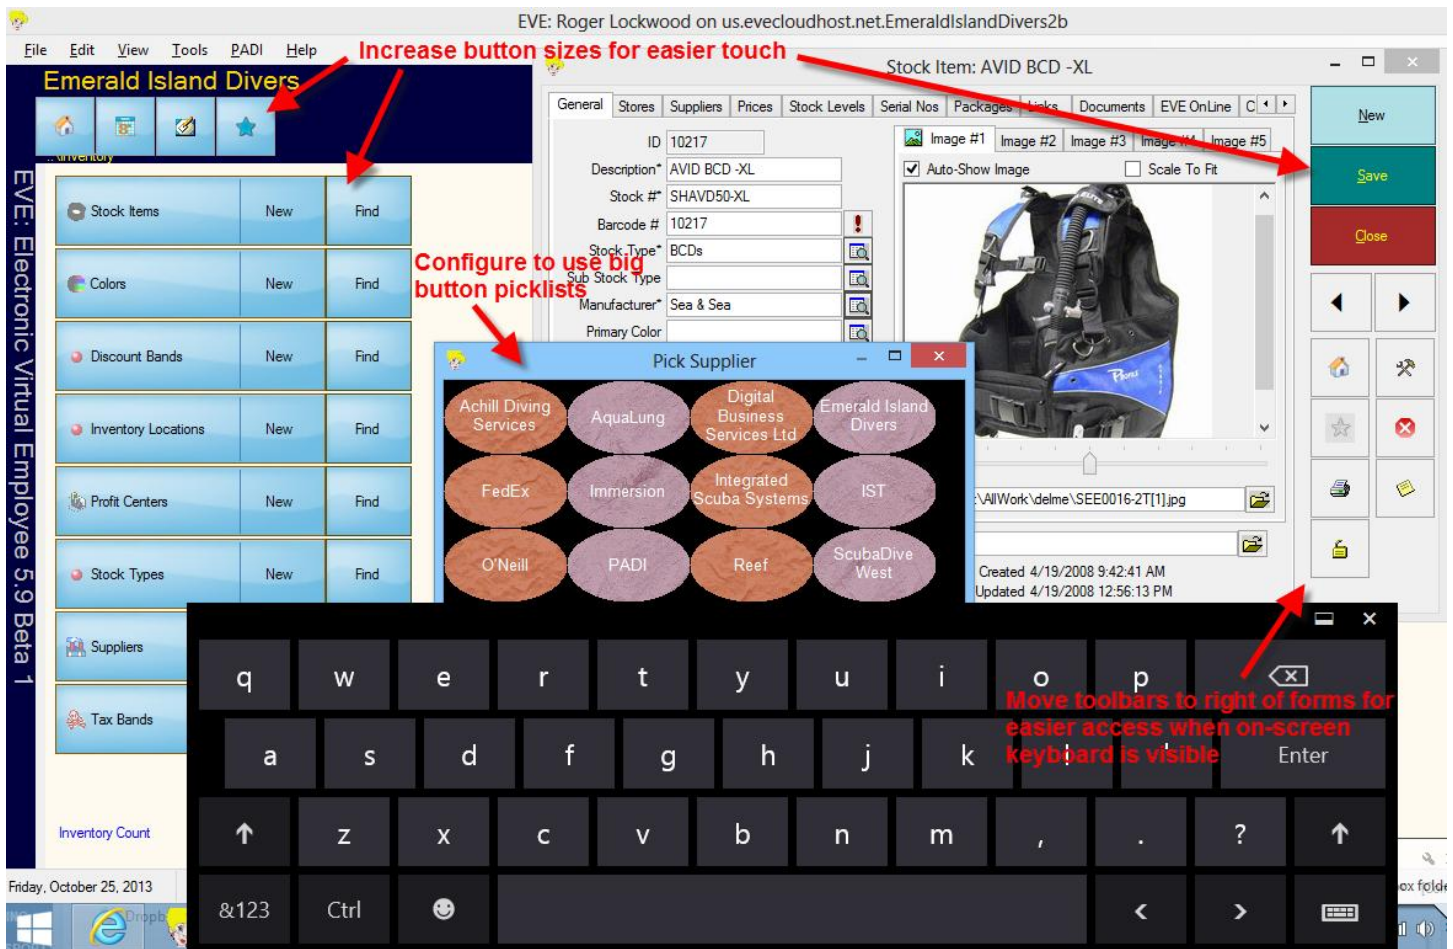 EVE: Roger Lockwood on us.evecloudhost.net.EmeraldIslandDivers2b
File Edit View Tools PADI Help
Increase button sizes for easier touch
Emerald Island Divers
..\Inventory
EVE: Electronic Virtual Employee 5.9 Beta 1
Stock Items New Find
Colors New Find
Discount Bands New Find
Inventory Locations New Find
Profit Centers New Find
Stock Types New Find
Suppliers
Tax Bands
Inventory Count
Configure to use big
button picklists
Stock Item: AVID BCD -XL
General Stores Suppliers Prices Stock Levels Serial Nos Packages Links Documents EVE OnLine C
ID 10217
Description* AVID BCD -XL
Stock #* SHAVD50-XL
Barcode # 10217
Stock Type* BCDs
Sub Stock Type
Manufacturer* Sea & Sea
Primary Color
Image #1 Image #2 Image #3 Image #4 Image #5
Auto-Show Image Scale To Fit
:\AllWork\delme\SEE0016-2T[1].jpg
Created 4/19/2008 9:42:41 AM
Updated 4/19/2008 12:56:13 PM
New
Save
Close
Pick Supplier
Achill Diving
Services
AquaLung
Digital
Business
Services Ltd
Emerald Island
Divers
FedEx
Immersion
Integrated
Scuba Systems
IST
O'Neill
PADI
Reef
ScubaDive
West
Move toolbars to right of forms for
easier access when on-screen
keyboard is visible
q w e r t y u i o p
a s d f g h j k l ' Enter
z x c v b n m , . ?
&123 Ctrl < >
Friday, October 25, 2013